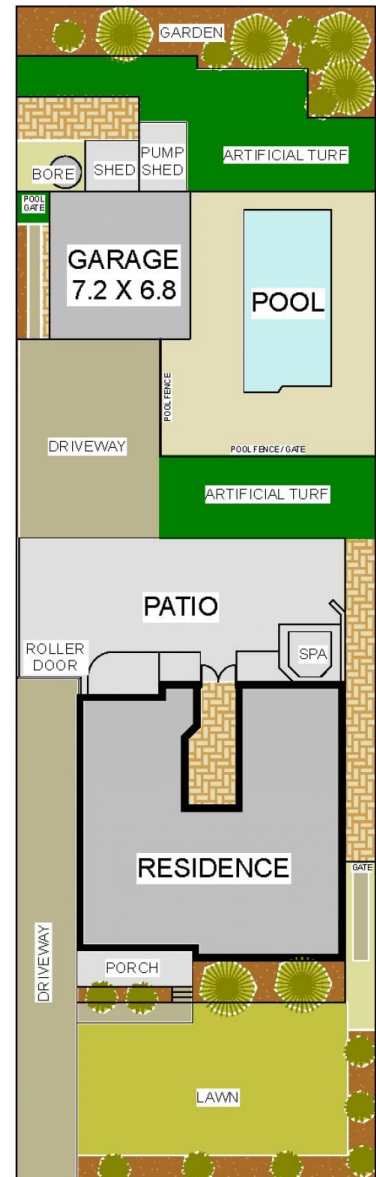 GARDEN
ARTIFICIAL TURF
BORE
SHED
PUMP
SHED
POOL
GATE
GARAGE
7.2 X 6.8
POOL
POOL FENCE
DRIVEWAY
POOL FENCE / GATE
ARTIFICIAL TURF
PATIO
ROLLER
DOOR
SPA
RESIDENCE
GATE
DRIVEWAY
PORCH
LAWN